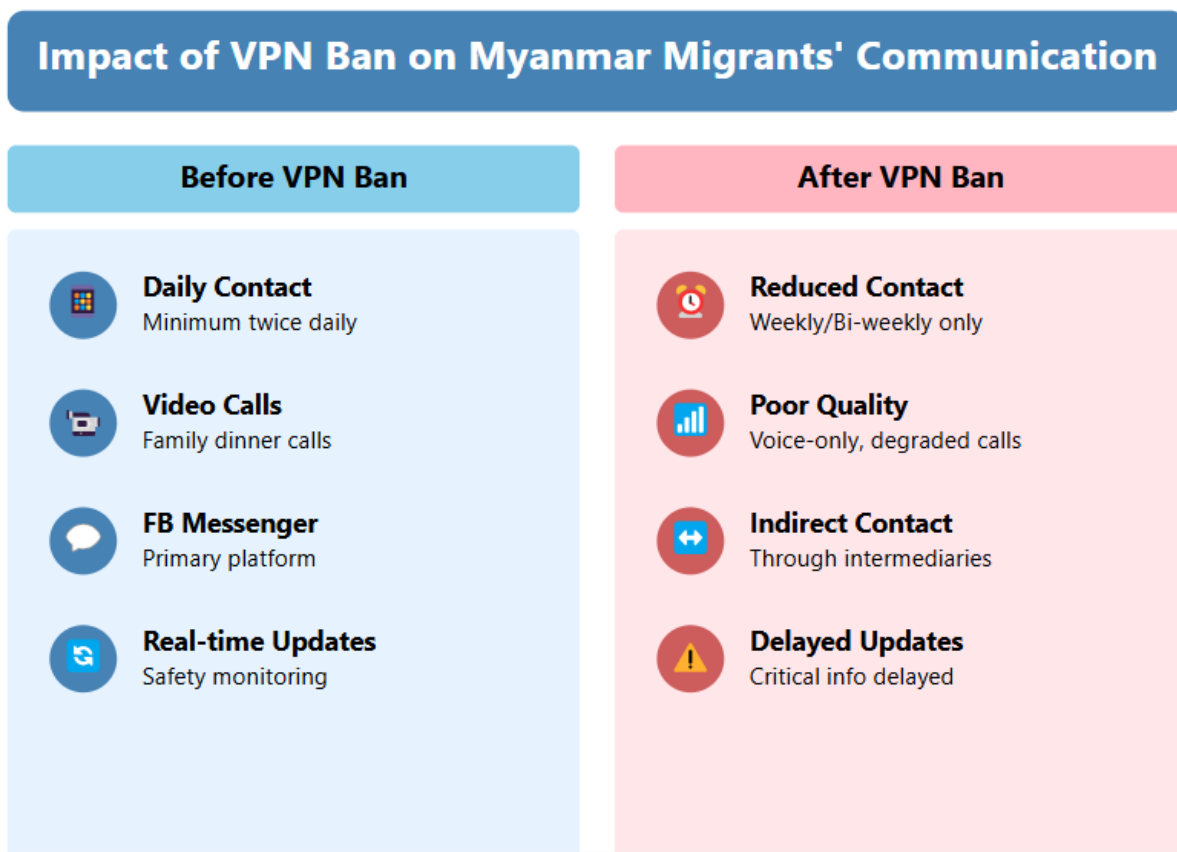 Impact of VPN Ban on Myanmar Migrants' Communication
Before VPN Ban
Daily Contact
Minimum twice daily
Video Calls
Family dinner calls
FB Messenger
Primary platform
Real-time Updates
Safety monitoring
After VPN Ban
Reduced Contact
Weekly/Bi-weekly only
Poor Quality
Voice-only, degraded calls
Indirect Contact
Through intermediaries
Delayed Updates
Critical info delayed